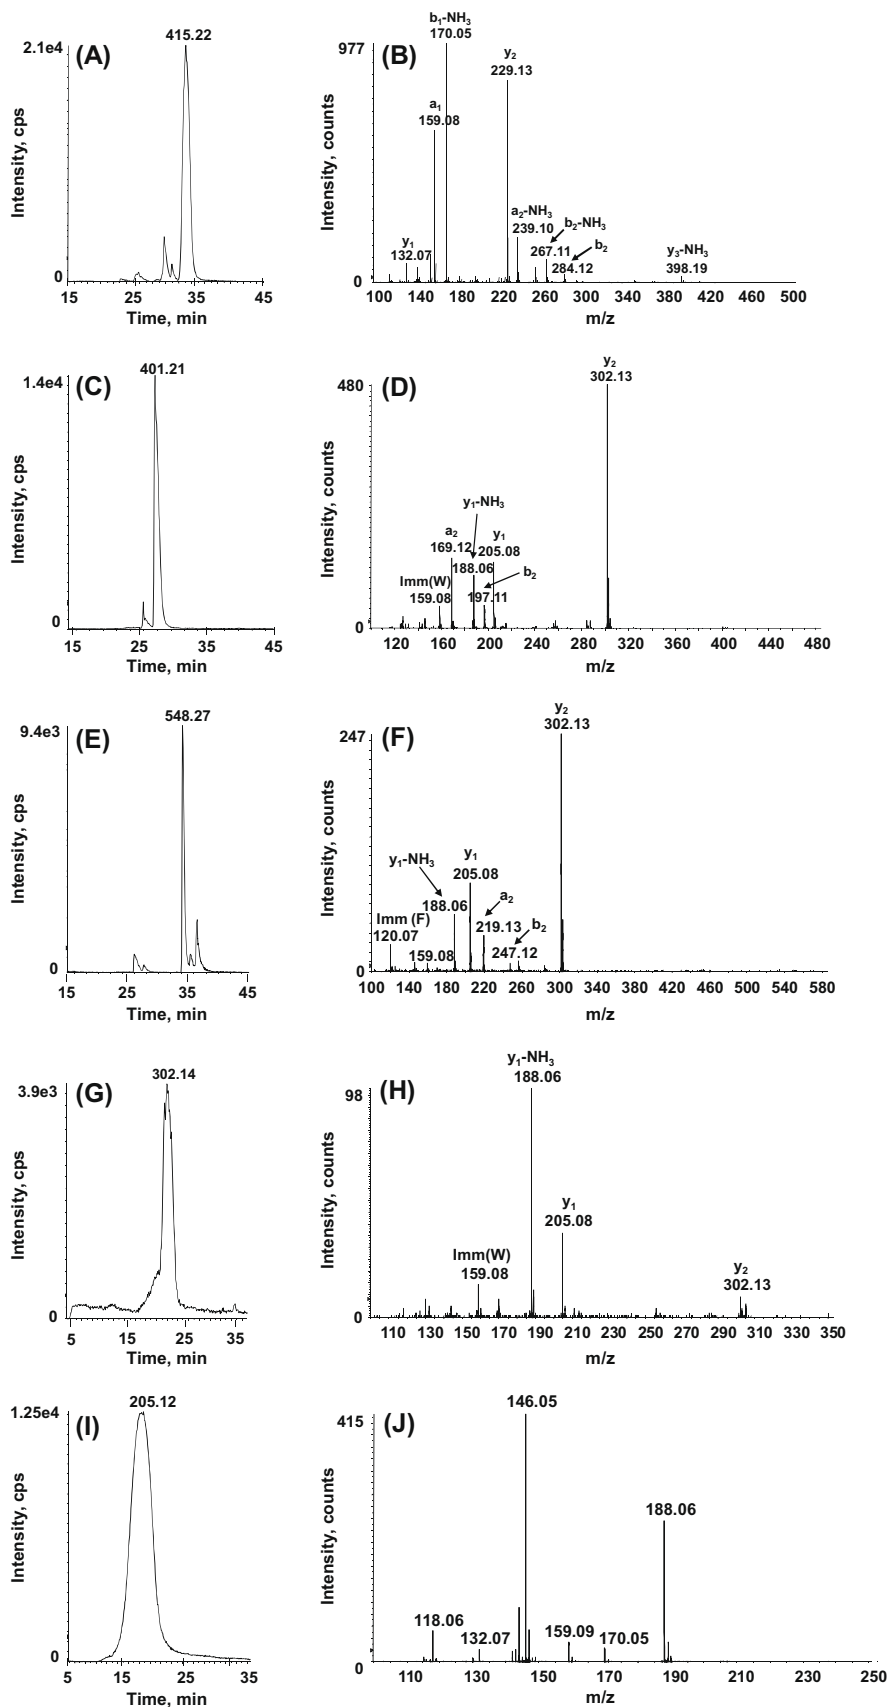 (A)
415.22
2.1e4
0
Intensity, cps
15 25 35 45
Time, min
(B)
b1-NH3
170.05
977
y2
229.13
a1
159.08
a2-NH3
239.10
b2-NH3
267.11
b2
284.12
y1
132.07
y3-NH3
398.19
0
Intensity, counts
100 140 180 220 260 300 340 380 420 460 500
m/z
(C)
401.21
1.4e4
0
Intensity, cps
15 25 35 45
Time, min
(D)
y2
302.13
480
y1-NH3
188.06
a2
169.12
y1
205.08
b2
197.11
Imm(W)
159.08
0
Intensity, counts
120 160 200 240 280 320 360 400 440 480
m/z
(E)
548.27
9.4e3
0
Intensity, cps
15 25 35 45
Time, min
(F)
y2
302.13
247
y1-NH3
188.06
y1
205.08
a2
219.13
b2
247.12
Imm (F)
120.07
159.08
0
Intensity, counts
100 140 180 220 260 300 340 380 420 460 500 540 580
m/z
(G)
302.14
3.9e3
0
Intensity, cps
5 15 25 35
Time, min
(H)
y1-NH3
188.06
98
y1
205.08
Imm(W)
159.08
y2
302.13
0
Intensity, counts
110 130 150 170 190 210 230 250 270 290 310 330 350
m/z
(I)
205.12
1.25e4
0
Intensity, cps
5 15 25 35
Time, min
(J)
146.05
415
188.06
118.06
132.07
159.09
170.05
0
Intensity, counts
110 130 150 170 190 210 230 250
m/z